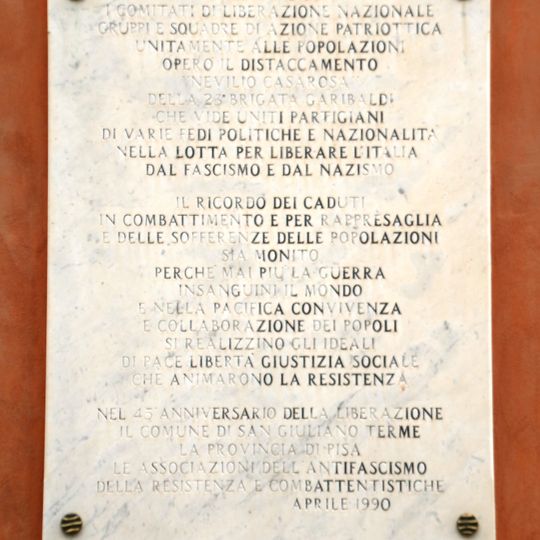 I COMITATI DI LIBERAZIONE NAZIONALE
GRUPPI E SQUADRE DI AZIONE PATRIOTTICA
UNITAMENTE ALLE POPOLAZIONI
OPERO IL DISTACCAMENTO
"NEVILIO CASAROSA"
DELLA 23ª BRIGATA GARIBALDI
CHE VIDE UNITI PARTIGIANI
DI VARIE FEDI POLITICHE E NAZIONALITÀ
NELLA LOTTA PER LIBERARE L'ITALIA
DAL FASCISMO E DAL NAZISMO
IL RICORDO DEI CADUTI
IN COMBATTIMENTO E PER RAPPRESAGLIA
E DELLE SOFFERENZE DELLE POPOLAZIONI
SIA MONITO
PERCHE MAI PIÙ LA GUERRA
INSANGUINI IL MONDO
E NELLA PACIFICA CONVIVENZA
E COLLABORAZIONE DEI POPOLI
SI REALIZZINO GLI IDEALI
DI PACE LIBERTÀ GIUSTIZIA SOCIALE
CHE ANIMARONO LA RESISTENZA
NEL 45° ANNIVERSARIO DELLA LIBERAZIONE
IL COMUNE DI SAN GIULIANO TERME
LA PROVINCIA DI PISA
LE ASSOCIAZIONI DELL'ANTIFASCISMO
DELLA RESISTENZA E COMBATTENTISTICHE
APRILE 1990